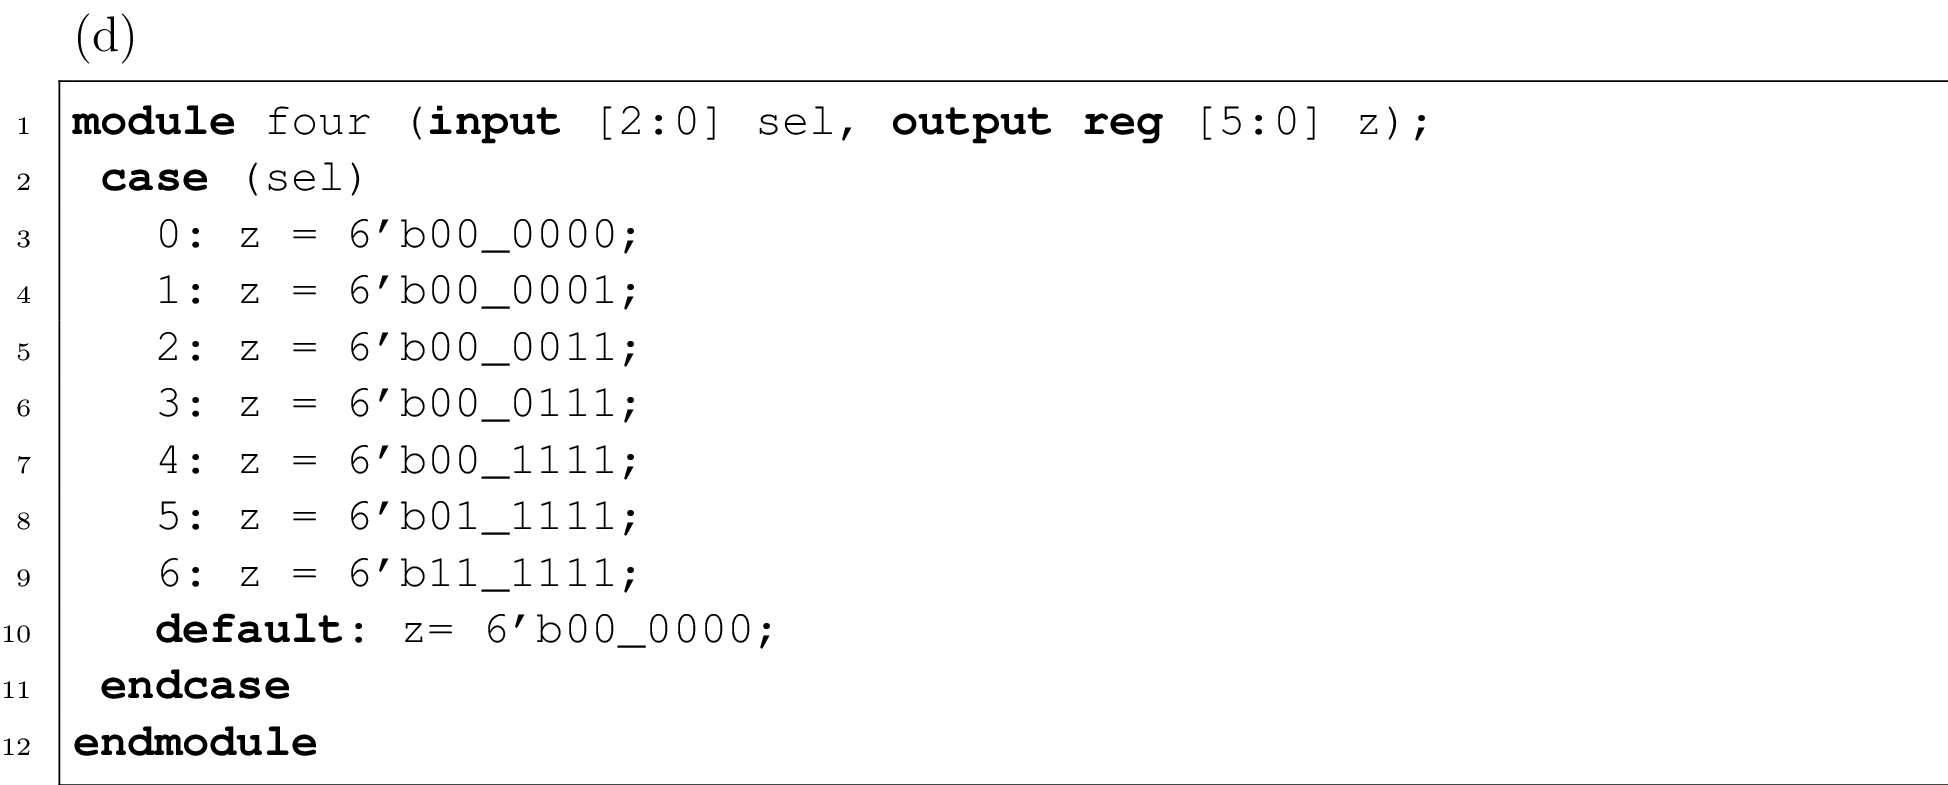 (d)
1 module four (input [2:0] sel, output reg [5:0] z);
2 case (sel)
3 0: z = 6'b00_0000;
4 1: z = 6'b00_0001;
5 2: z = 6'b00_0011;
6 3: z = 6'b00_0111;
7 4: z = 6'b00_1111;
8 5: z = 6'b01_1111;
9 6: z = 6'b11_1111;
10 default: z= 6'b00_0000;
11 endcase
12 endmodule